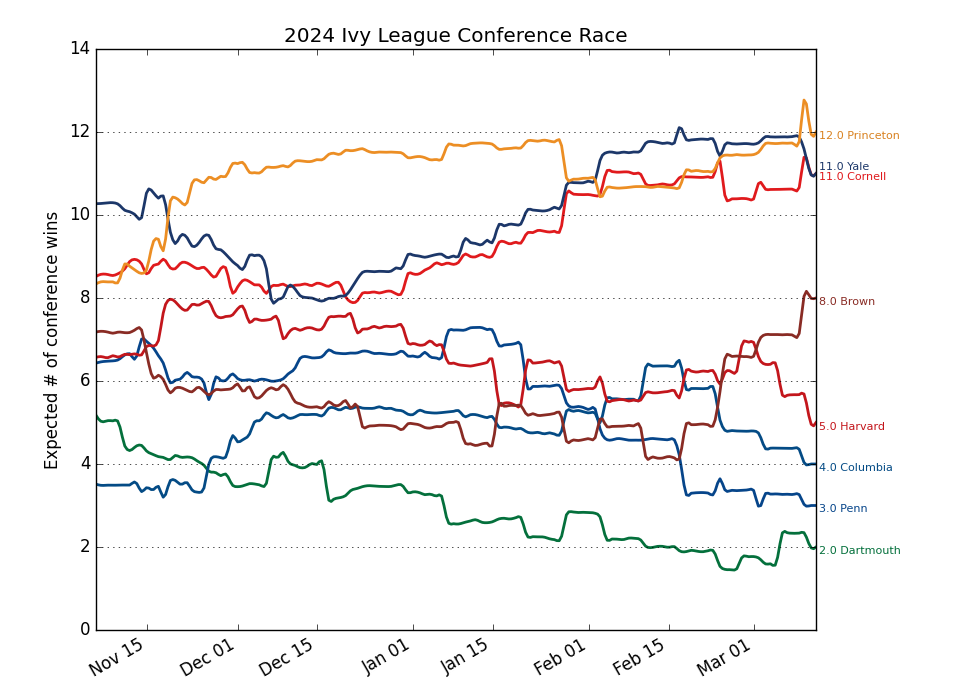 2024 Ivy League Conference Race
Expected # of conference wins
14
12
10
8
6
4
2
0
12.0 Princeton
11.0 Yale
11.0 Cornell
8.0 Brown
5.0 Harvard
4.0 Columbia
3.0 Penn
2.0 Dartmouth
Nov 15
Dec 01
Dec 15
Jan 01
Jan 15
Feb 01
Feb 15
Mar 01